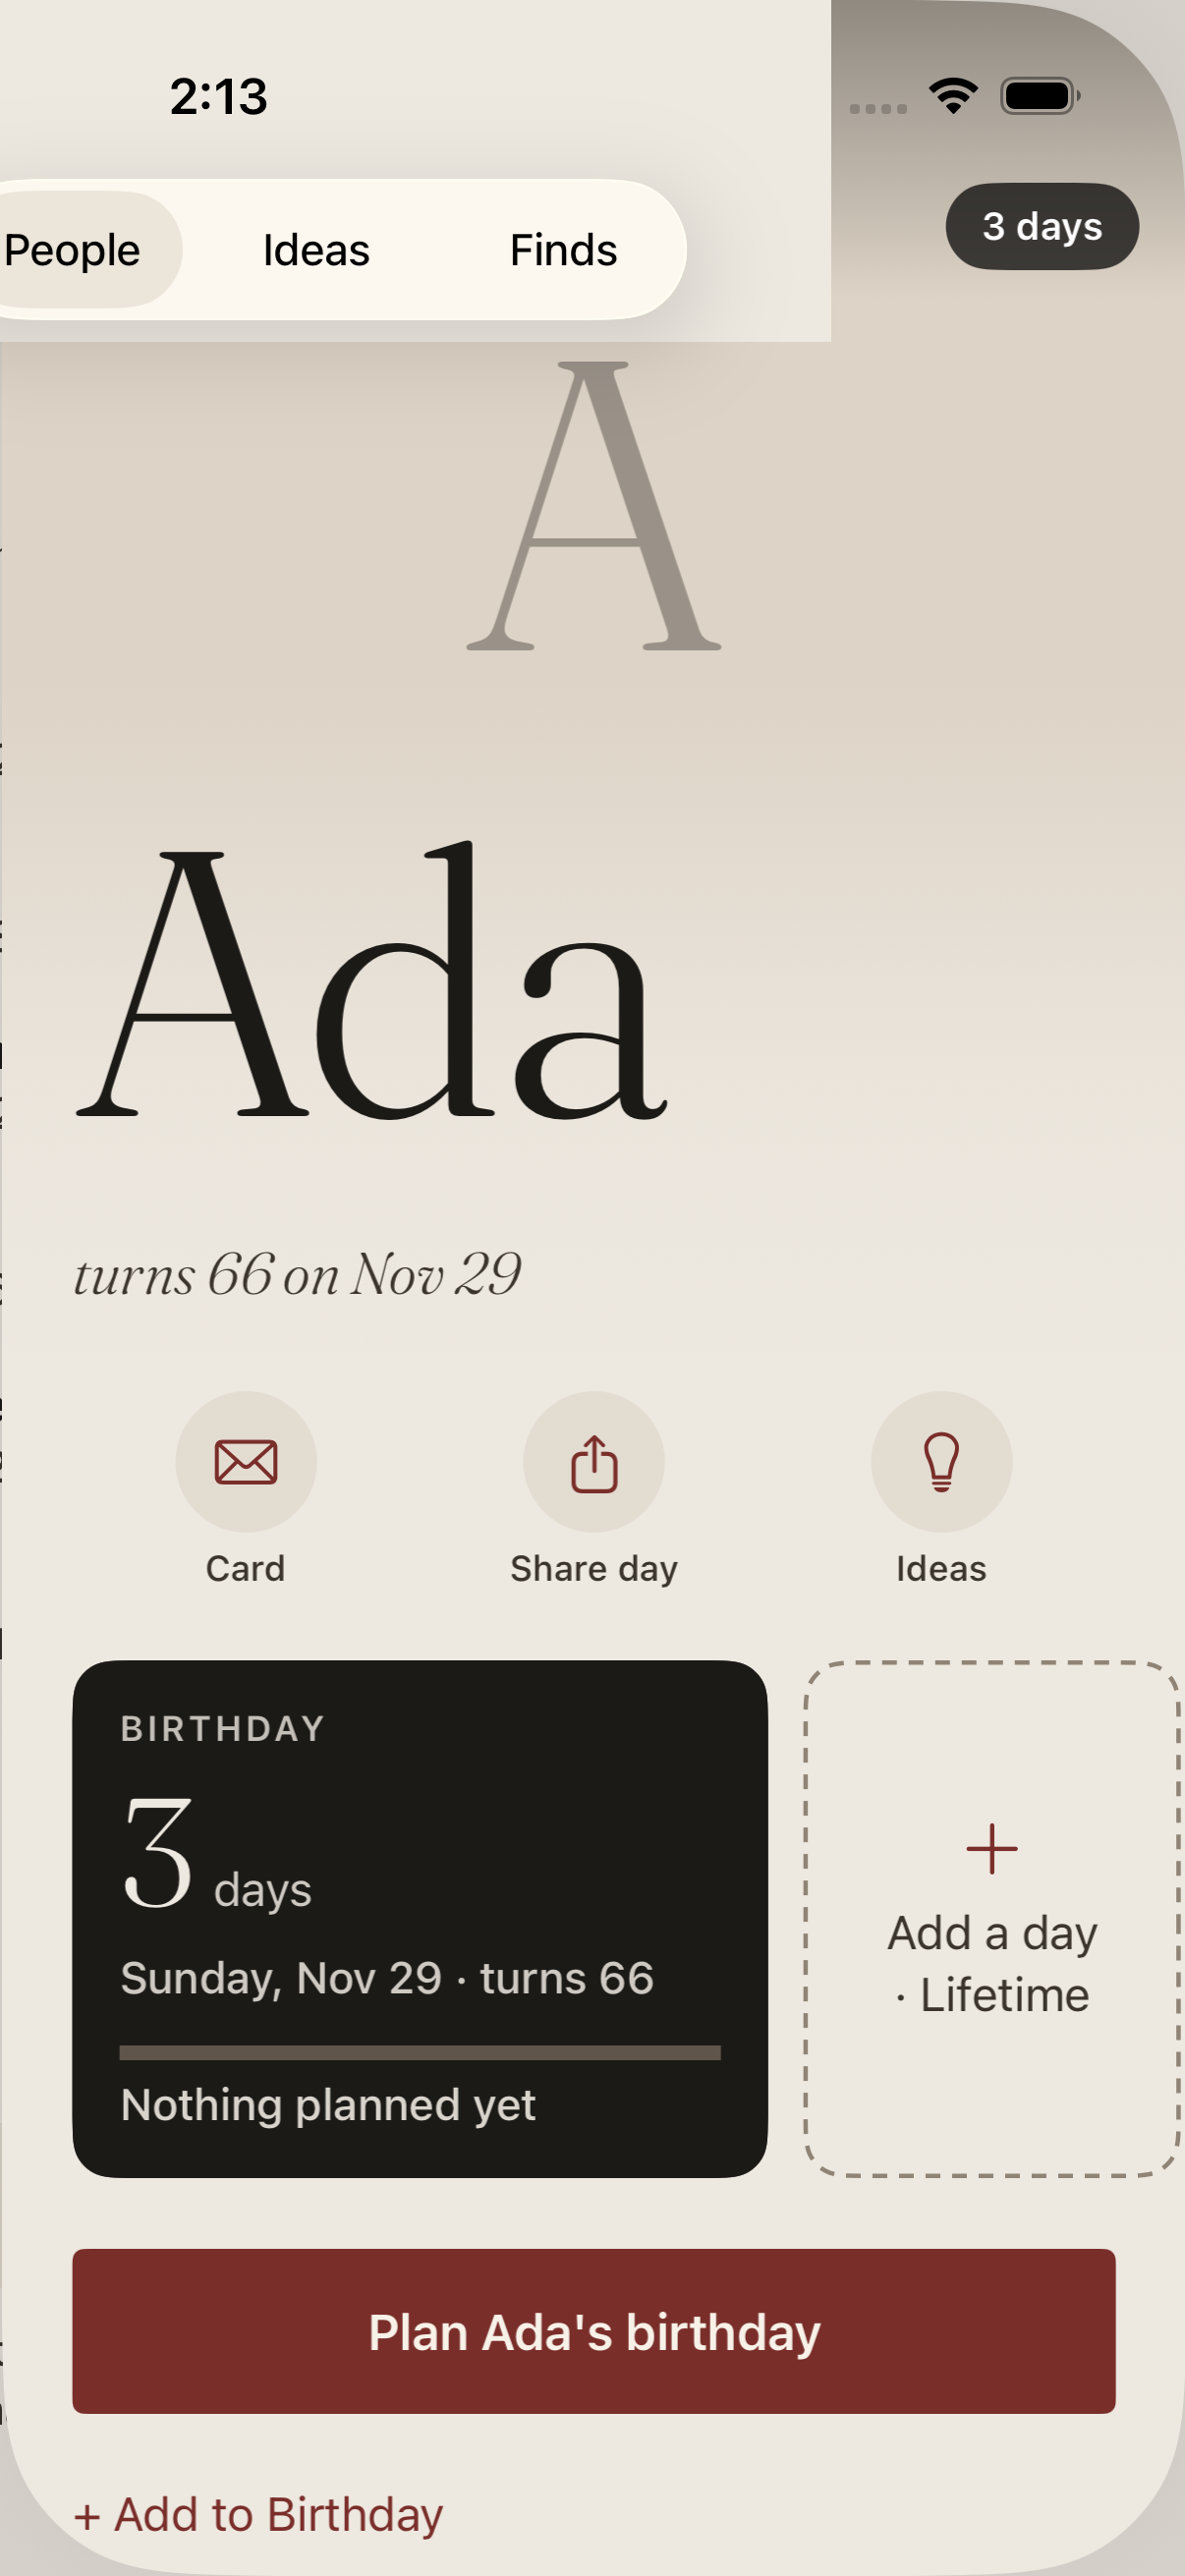 2:13
People Ideas Finds
3 days
A
Ada
turns 66 on Nov 29
Card Share day Ideas
BIRTHDAY
3 days
Sunday, Nov 29 · turns 66
Nothing planned yet
Add a day
· Lifetime
Plan Ada's birthday
+ Add to Birthday